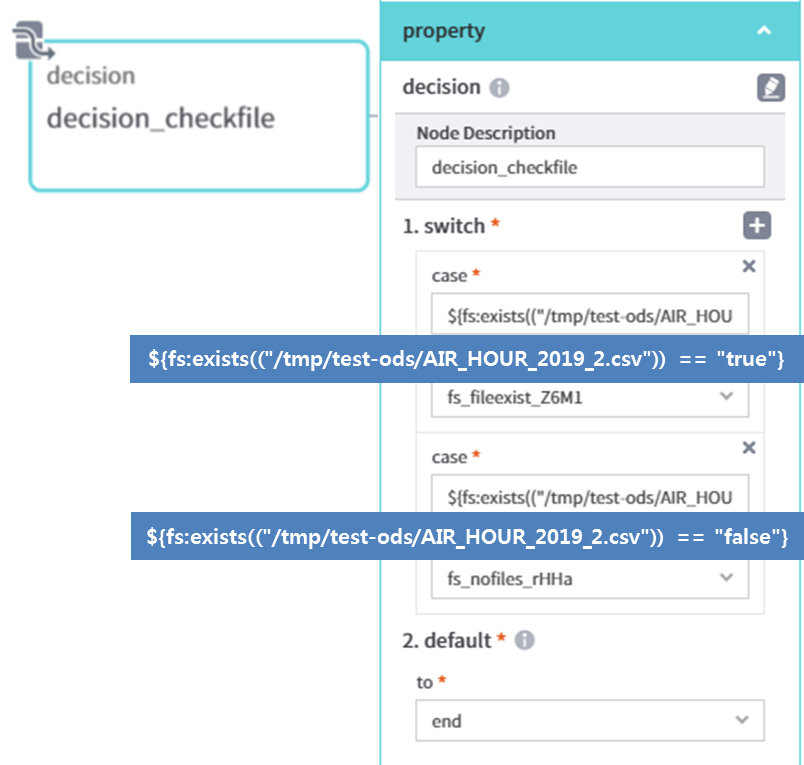 decision
decision_checkfile
property
decision
Node Description
decision_checkfile
1. switch *
case *
${fs:exists(("/tmp/test-ods/AIR_HOU
${fs:exists(("/tmp/test-ods/AIR_HOUR_2019_2.csv")) == "true"}
fs_fileexist_Z6M1
case *
${fs:exists(("/tmp/test-ods/AIR_HOU
${fs:exists(("/tmp/test-ods/AIR_HOUR_2019_2.csv")) == "false"}
fs_nofiles_rHHa
2. default *
to *
end